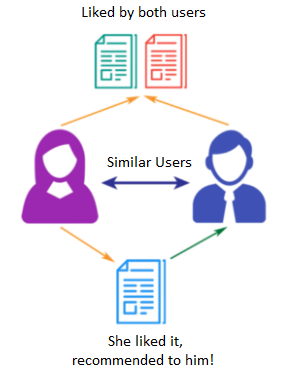 Liked by both users
Similar Users
She liked it,
recommended to him!